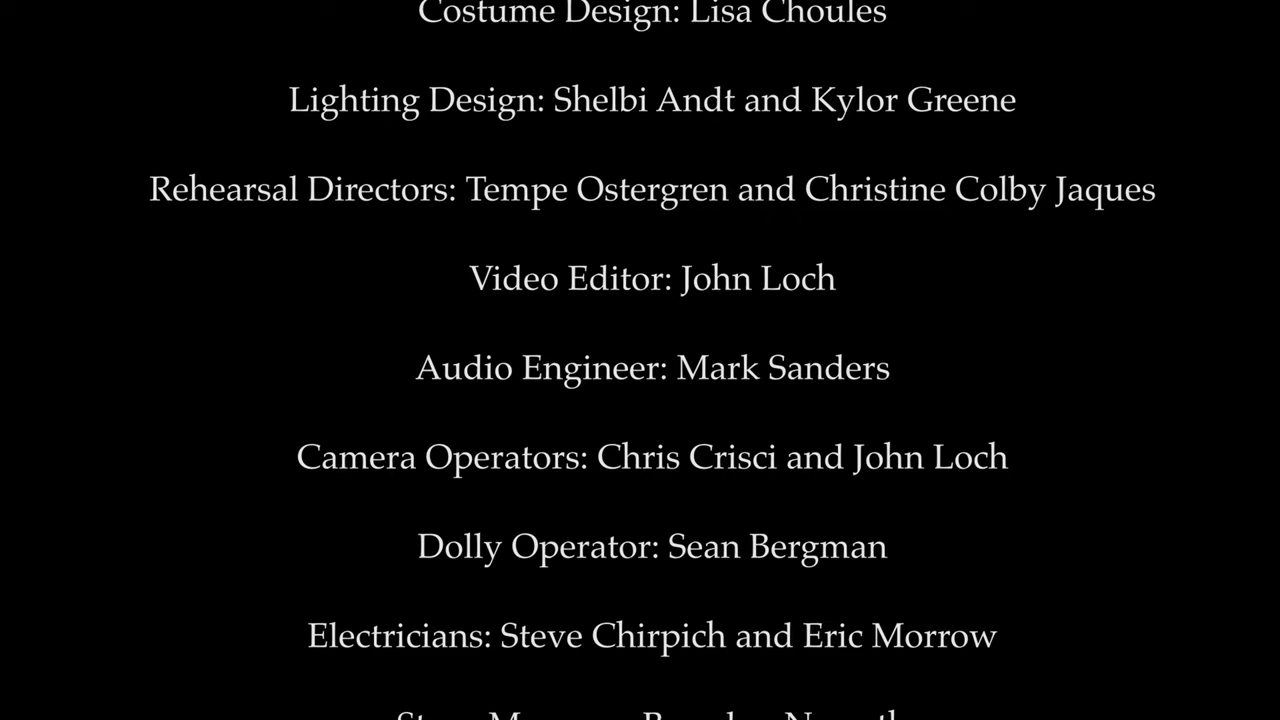 Costume Design: Lisa Choules
Lighting Design: Shelbi Andt and Kylor Greene
Rehearsal Directors: Tempe Ostergren and Christine Colby Jaques
Video Editor: John Loch
Audio Engineer: Mark Sanders
Camera Operators: Chris Crisci and John Loch
Dolly Operator: Sean Bergman
Electricians: Steve Chirpich and Eric Morrow